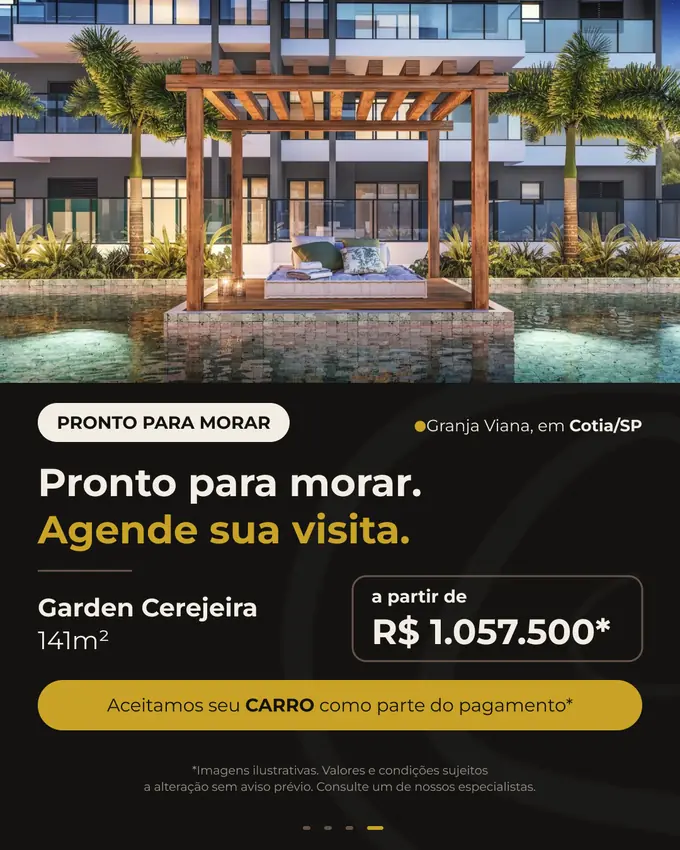 PRONTO PARA MORAR
Granja Viana, em Cotia/SP
Pronto para morar.
Agende sua visita.
Garden Cerejeira
141m²
a partir de
R$ 1.057.500*
Aceitamos seu CARRO como parte do pagamento*
*Imagens ilustrativas. Valores e condições sujeitos
a alteração sem aviso prévio. Consulte um de nossos especialistas.